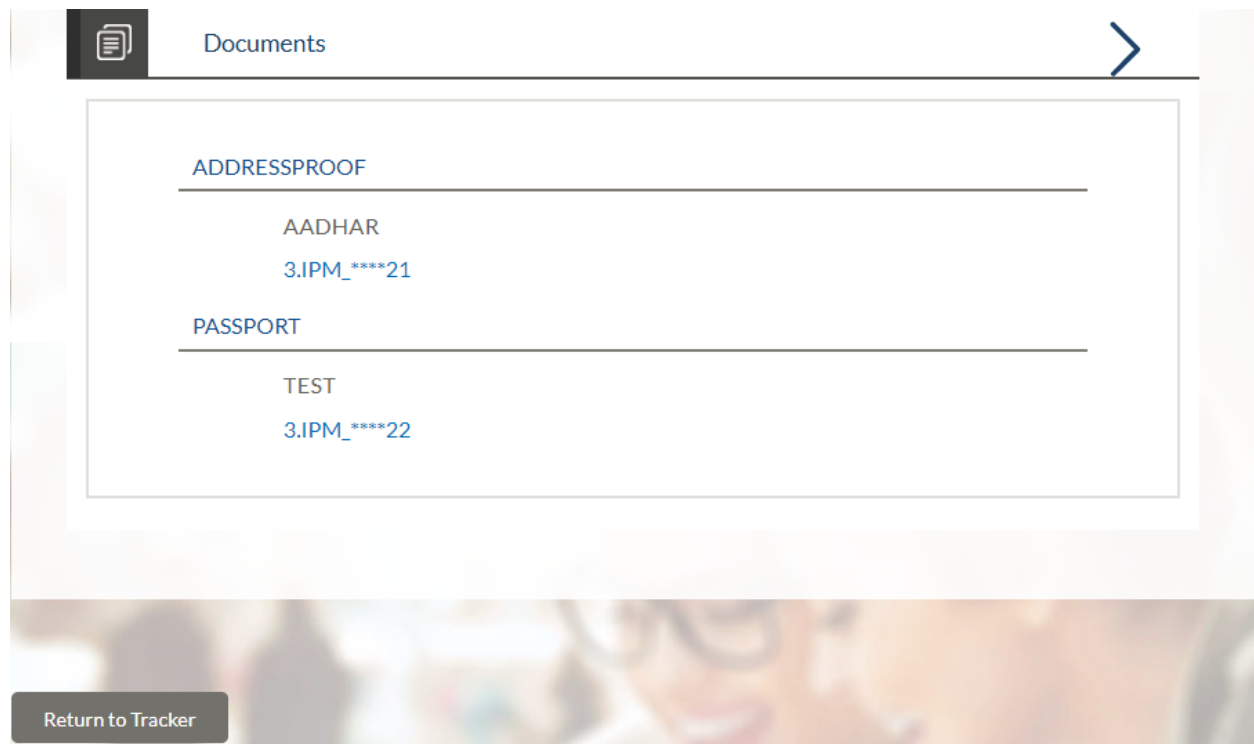 Documents
ADDRESSPROOF
AADHAR
3.IPM_****21
PASSPORT
TEST
3.IPM_****22
Return to Tracker